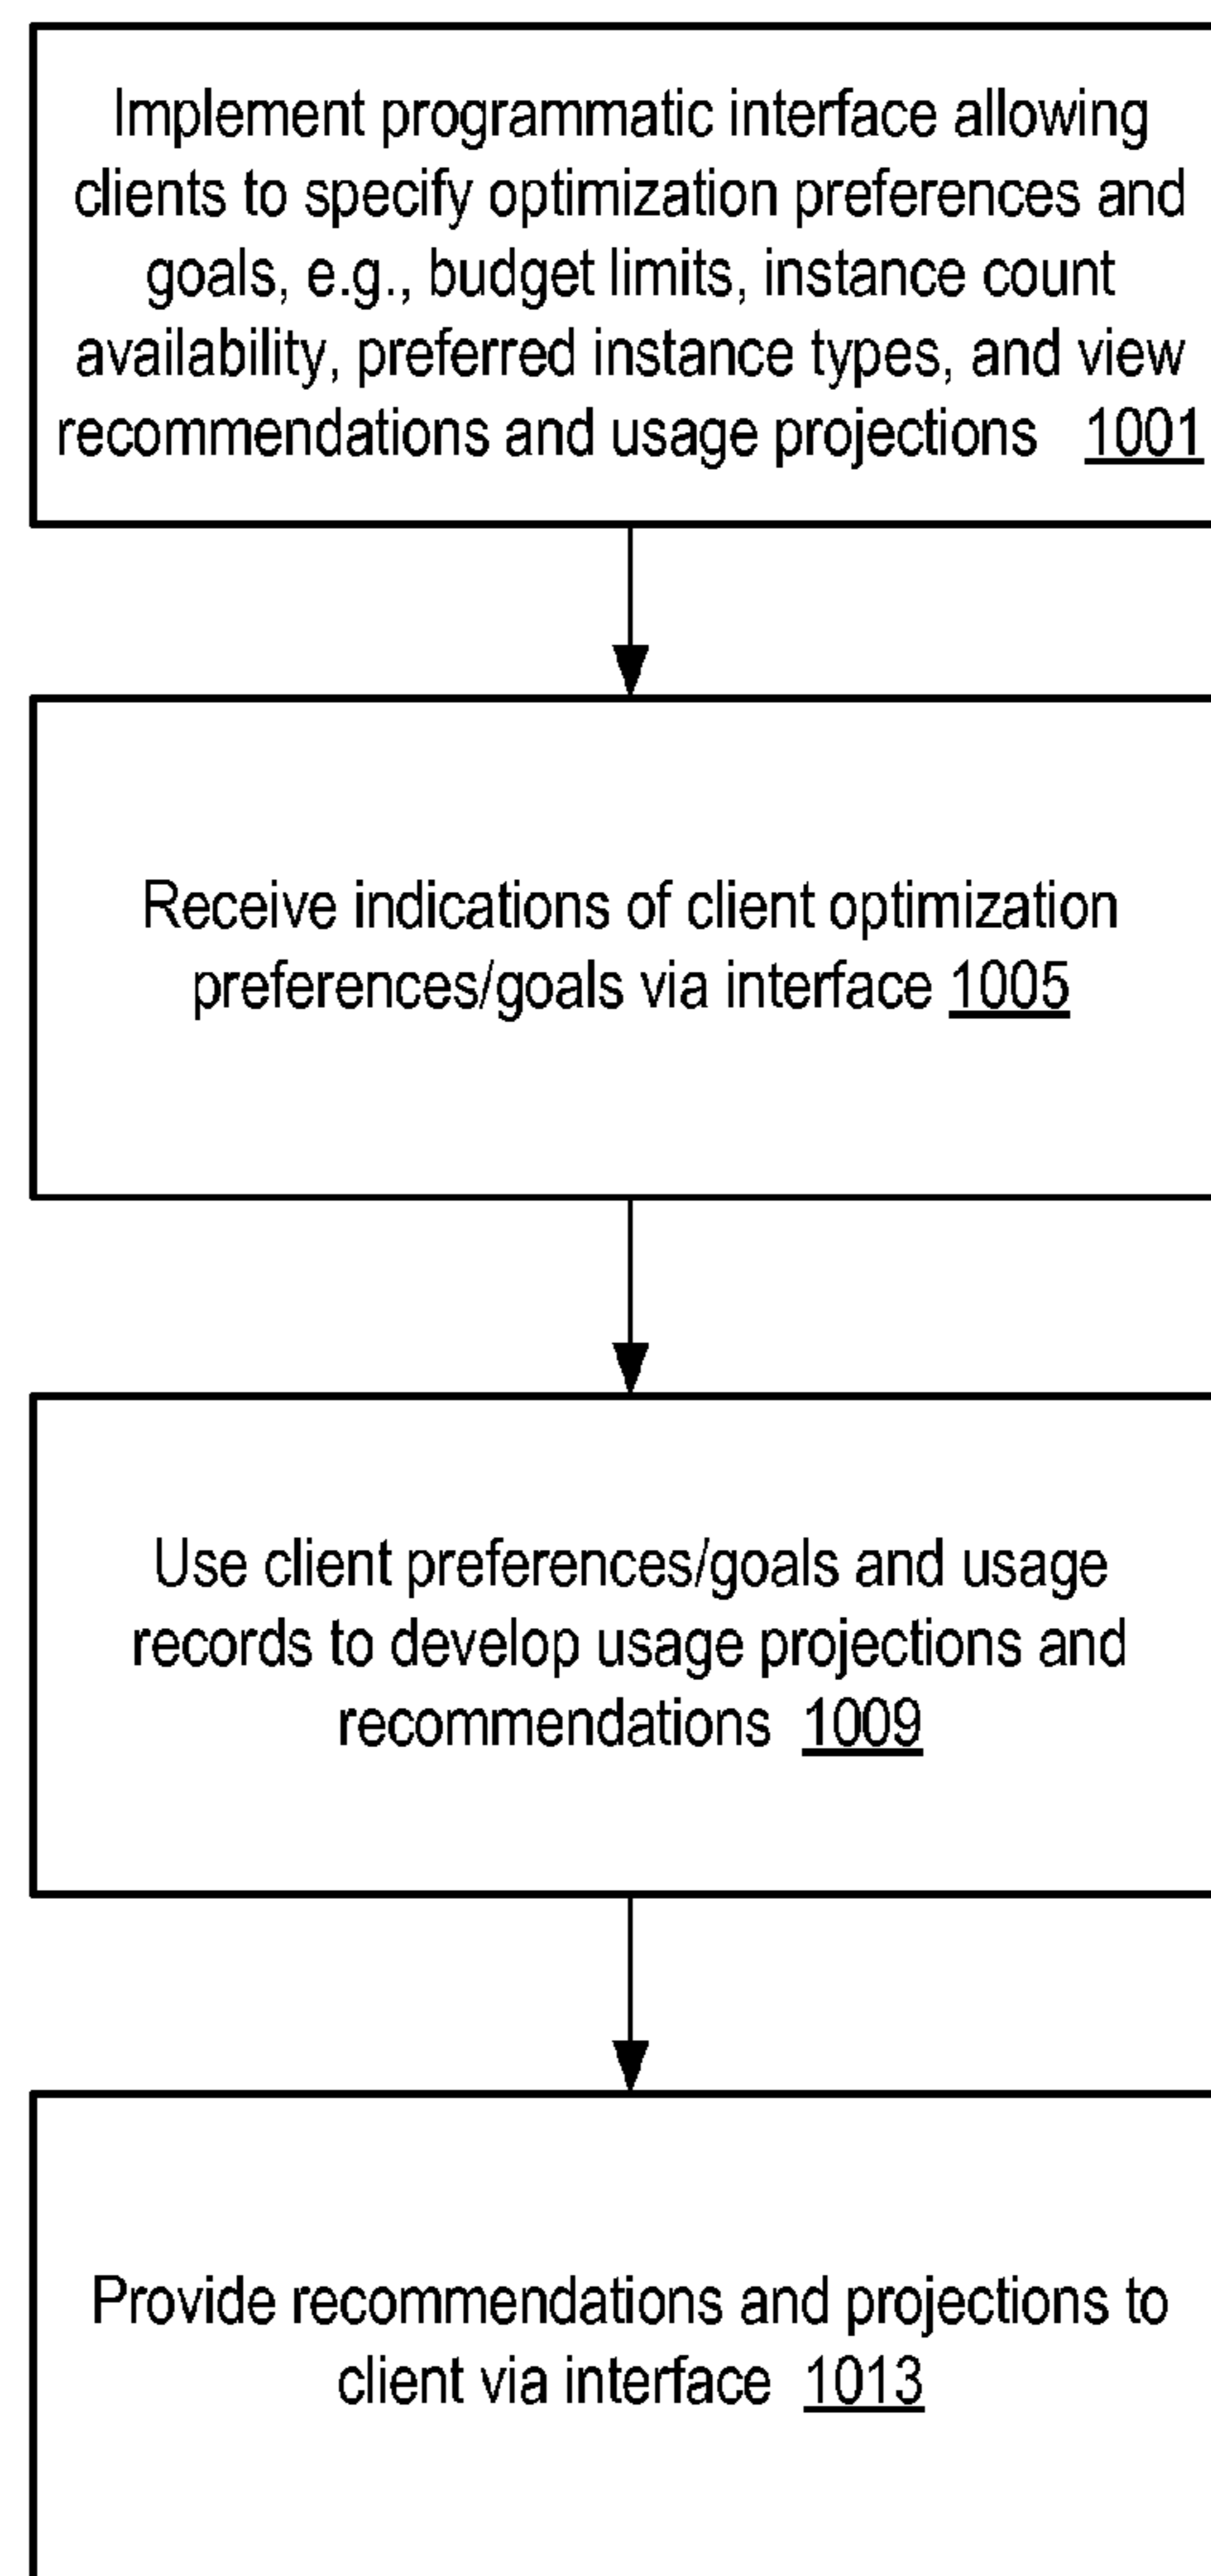 Implement programmatic interface allowing
clients to specify optimization preferences and
goals, e.g., budget limits, instance count
availability, preferred instance types, and view
recommendations and usage projections 1001
Receive indications of client optimization
preferences/goals via interface 1005
Use client preferences/goals and usage
records to develop usage projections and
recommendations 1009
Provide recommendations and projections to
client via interface 1013